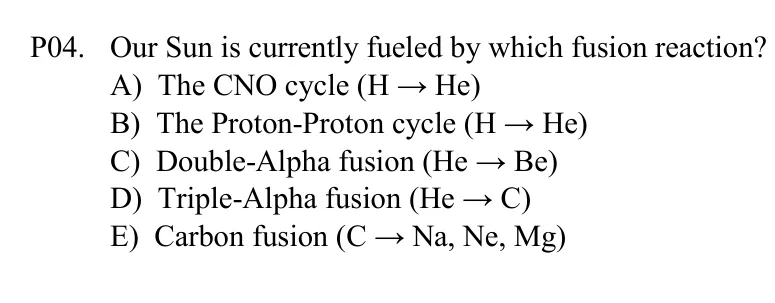 P04. Our Sun is currently fueled by which fusion reaction?
A) The CNO cycle (H → He)
B) The Proton-Proton cycle (H → He)
C) Double-Alpha fusion (He → Be)
D) Triple-Alpha fusion (He → C)
E) Carbon fusion (C → Na, Ne, Mg)